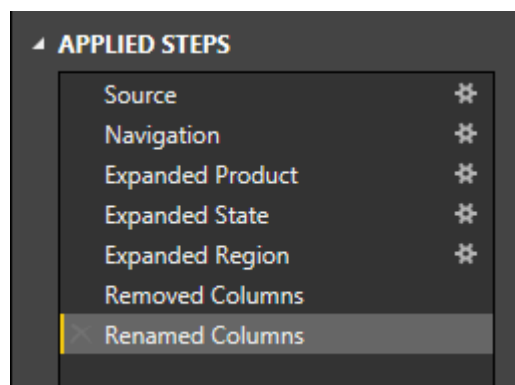 APPLIED STEPS
Source
Navigation
Expanded Product
Expanded State
Expanded Region
Removed Columns
Renamed Columns